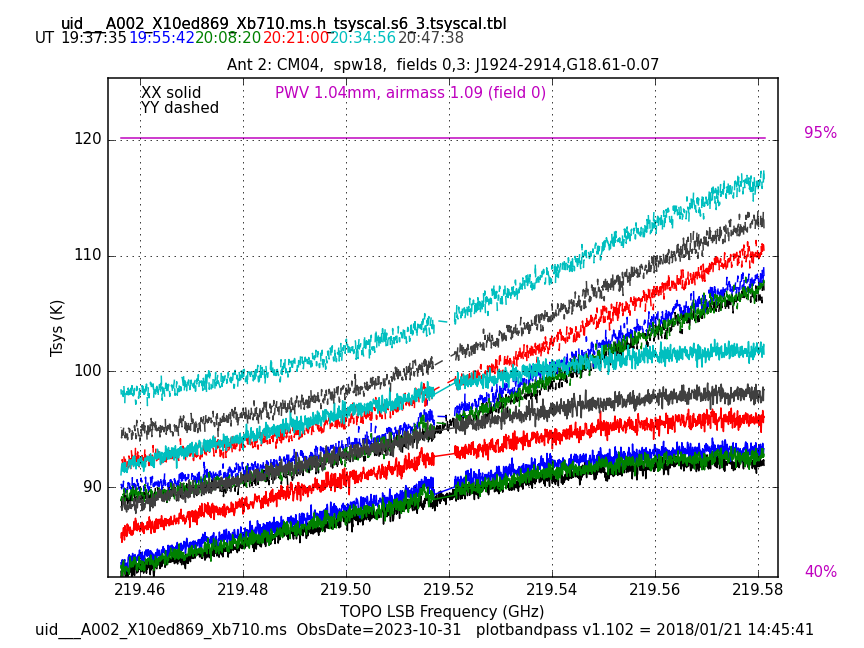 uid___A002_X10ed869_Xb710.ms.h_tsyscal.s6_3.tsyscal.tbl
UT 19:37:35 19:55:42 20:08:20 20:21:00 20:34:56 20:47:38
Ant 2: CM04,  spw18,  fields 0,3: J1924-2914,G18.61-0.07
XX solid PWV 1.04mm, airmass 1.09 (field 0)
YY dashed
95%
120
110
100
90
Tsys (K)
40%
219.46 219.48 219.50 219.52 219.54 219.56 219.58
TOPO LSB Frequency (GHz)
uid___A002_X10ed869_Xb710.ms  ObsDate=2023-10-31   plotbandpass v1.102 = 2018/01/21 14:45:41